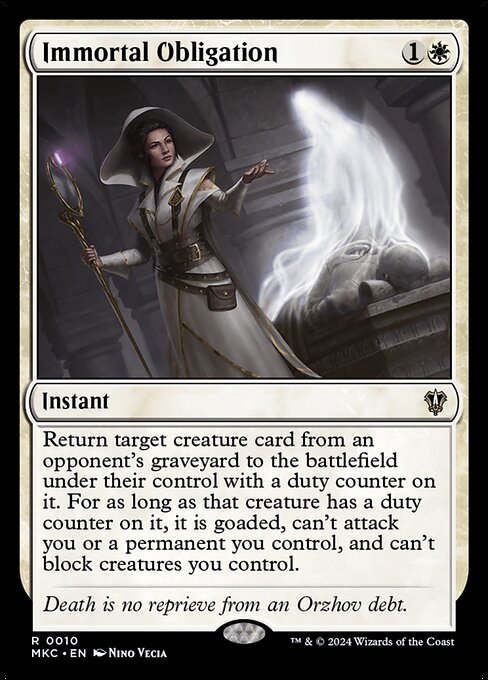 Immortal Obligation 1
Instant
Return target creature card from an
opponent's graveyard to the battlefield
under their control with a duty counter on
it. For as long as that creature has a duty
counter on it, it is goaded, can't attack
you or a permanent you control, and can't
block creatures you control.
Death is no reprieve from an Orzhov debt.
R 0010
MKC • EN Nino Vecia
™ & © 2024 Wizards of the Coast